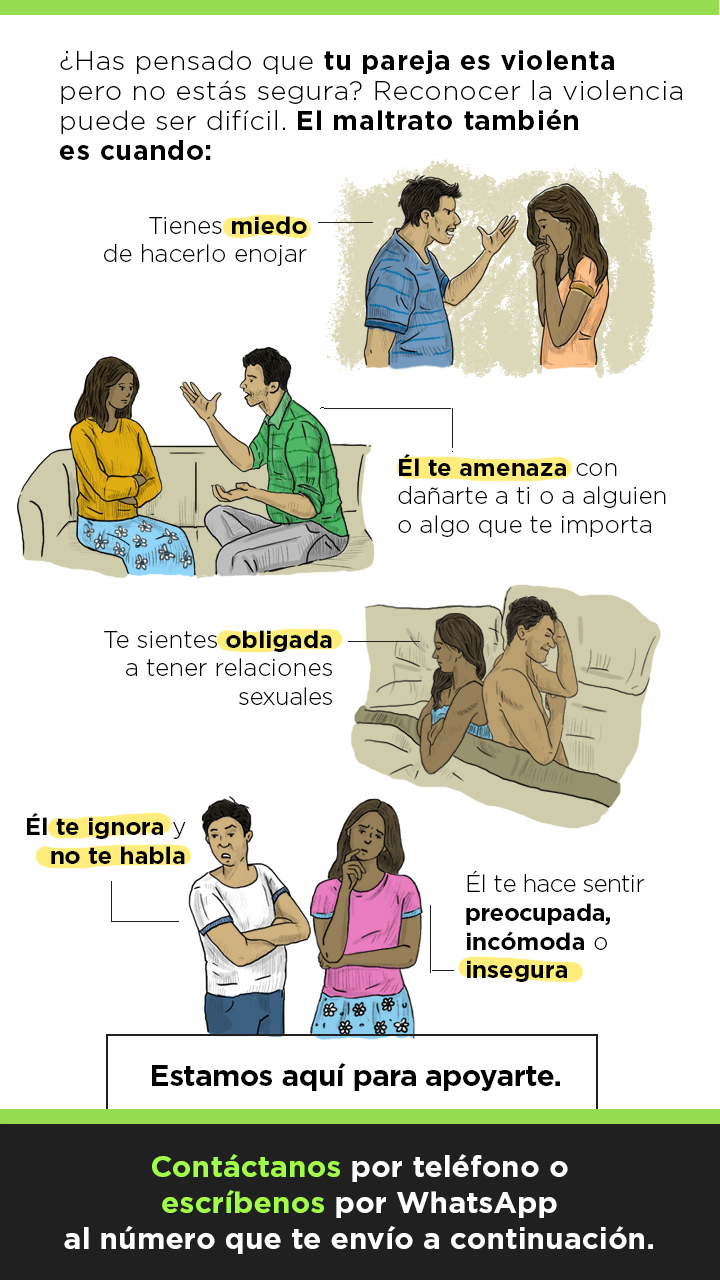 ¿Has pensado que tu pareja es violenta
pero no estás segura? Reconocer la violencia
puede ser difícil. El maltrato también
es cuando:
Tienes miedo
de hacerlo enojar
Él te amenaza con
dañarte a ti o a alguien
o algo que te importa
Te sientes obligada
a tener relaciones
sexuales
Él te ignora y
no te habla
Él te hace sentir
preocupada,
incómoda o
insegura
Estamos aquí para apoyarte.
Contáctanos por teléfono o
escríbenos por WhatsApp
al número que te envío a continuación.